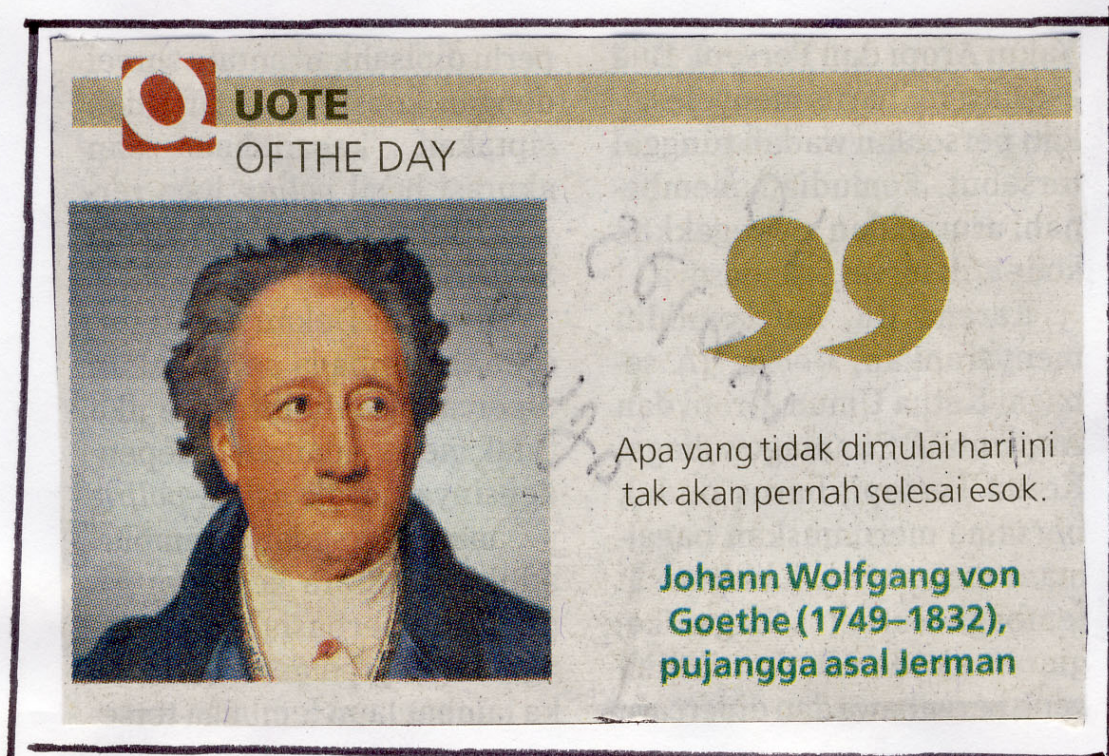 QUOTE
OF THE DAY
Apa yang tidak dimulai hari ini
tak akan pernah selesai esok.
Johann Wolfgang von
Goethe (1749–1832),
pujangga asal Jerman